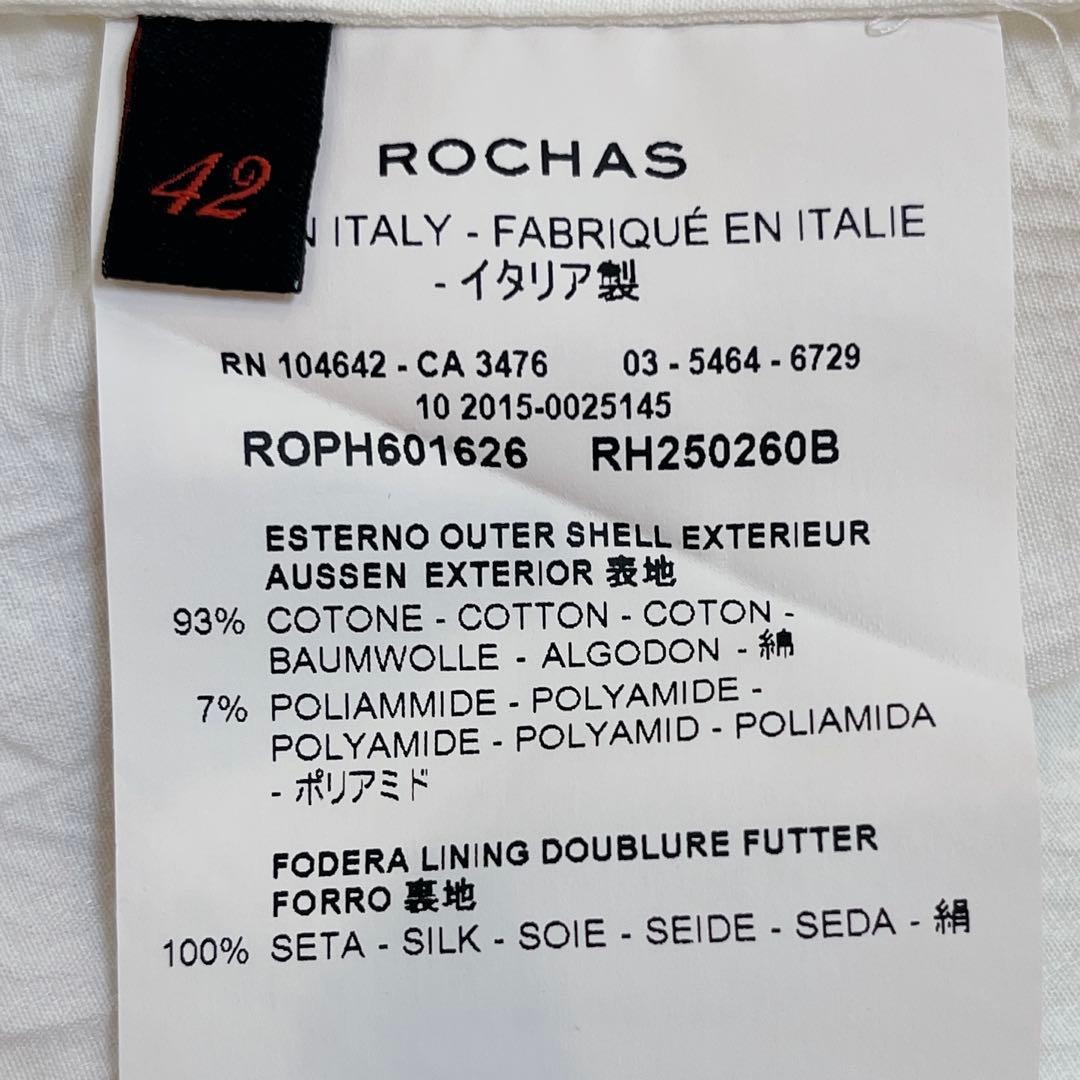 42
ROCHAS
ITALY - FABRIQUÉ EN ITALIE
- イタリア製
RN 104642 - CA 3476 03 - 5464 - 6729
10 2015-0025145
ROPH601626 RH250260B
ESTERNO OUTER SHELL EXTERIEUR
AUSSEN EXTERIOR 表地
93% COTONE - COTTON - COTON -
BAUMWOLLE - ALGODON - 綿
7% POLIAMMIDE - POLYAMIDE -
POLYAMIDE - POLYAMID - POLIAMIDA
- ポリアミド
FODERA LINING DOUBLURE FUTTER
FORRO 裏地
100% SETA - SILK - SOIE - SEIDE - SEDA - 絹